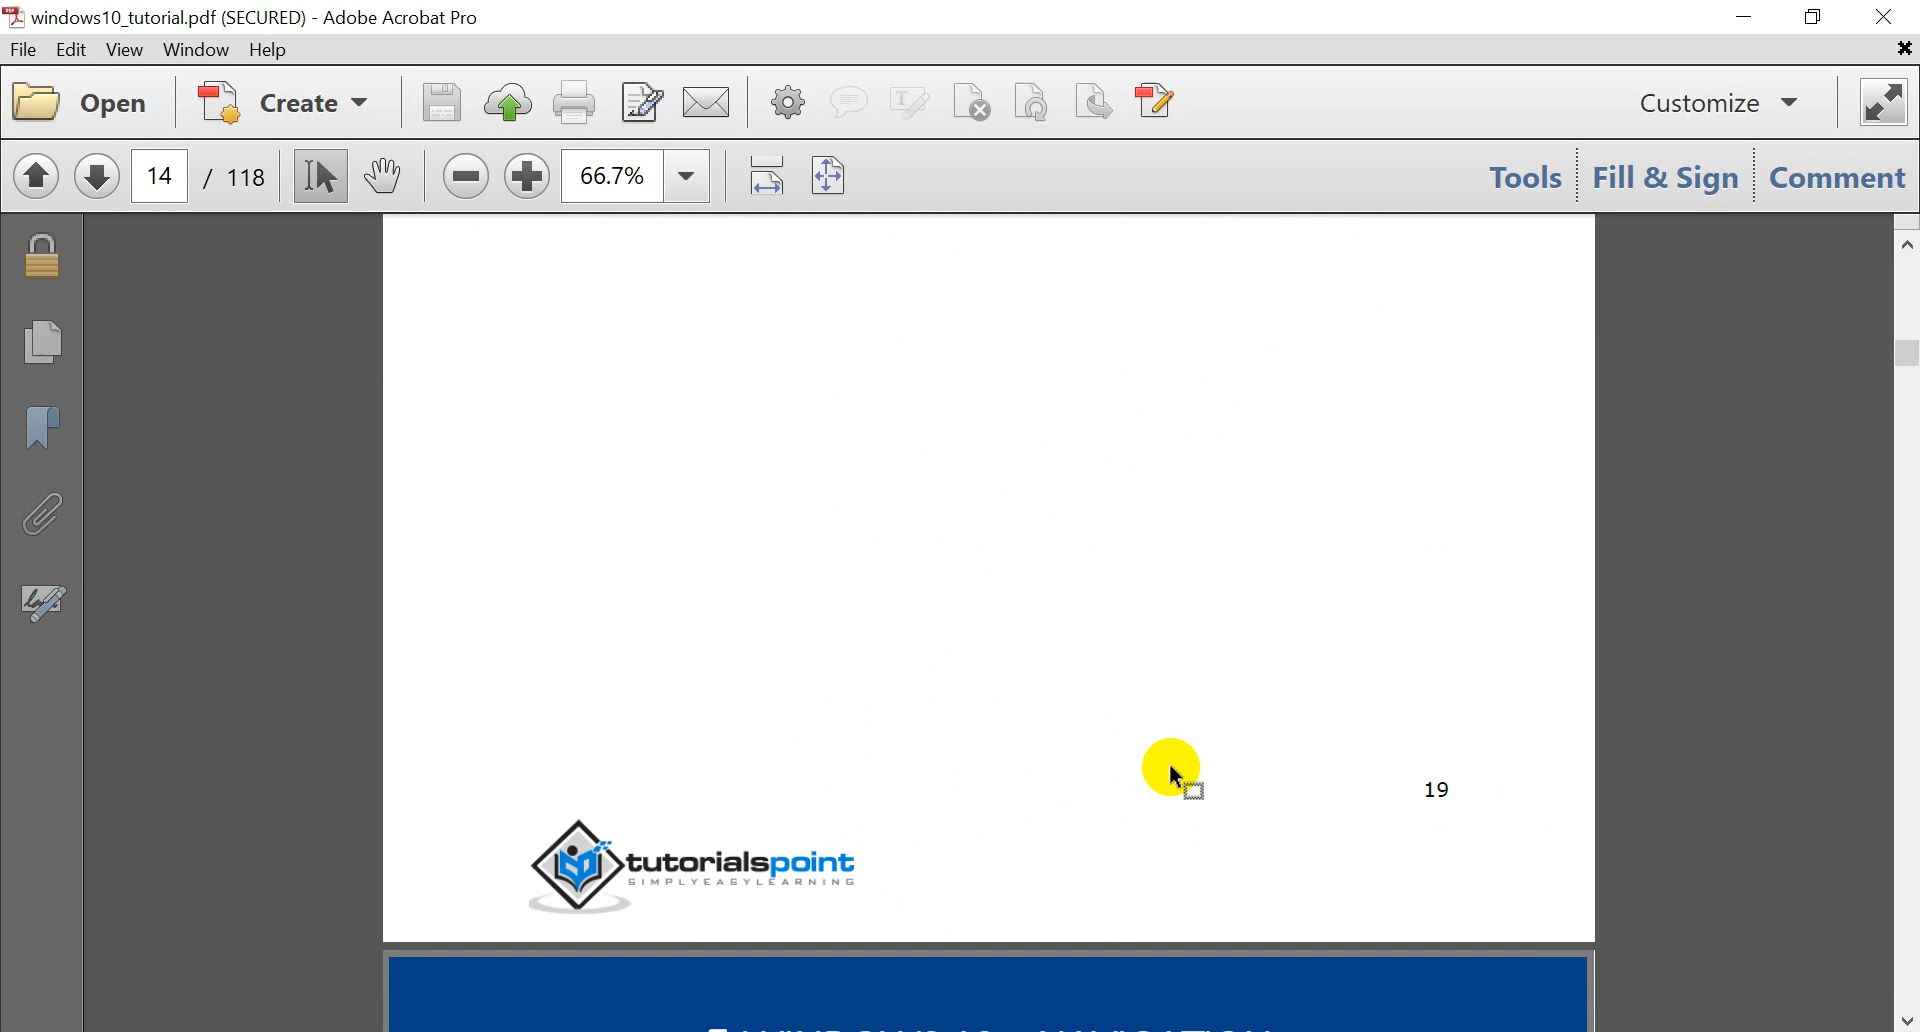 windows10_tutorial.pdf (SECURED) - Adobe Acrobat Pro
File Edit View Window Help
Open Create Customize
14 / 118 66.7% Tools Fill & Sign Comment
19
tutorialspoint
SIMPLYEASYLEARNING